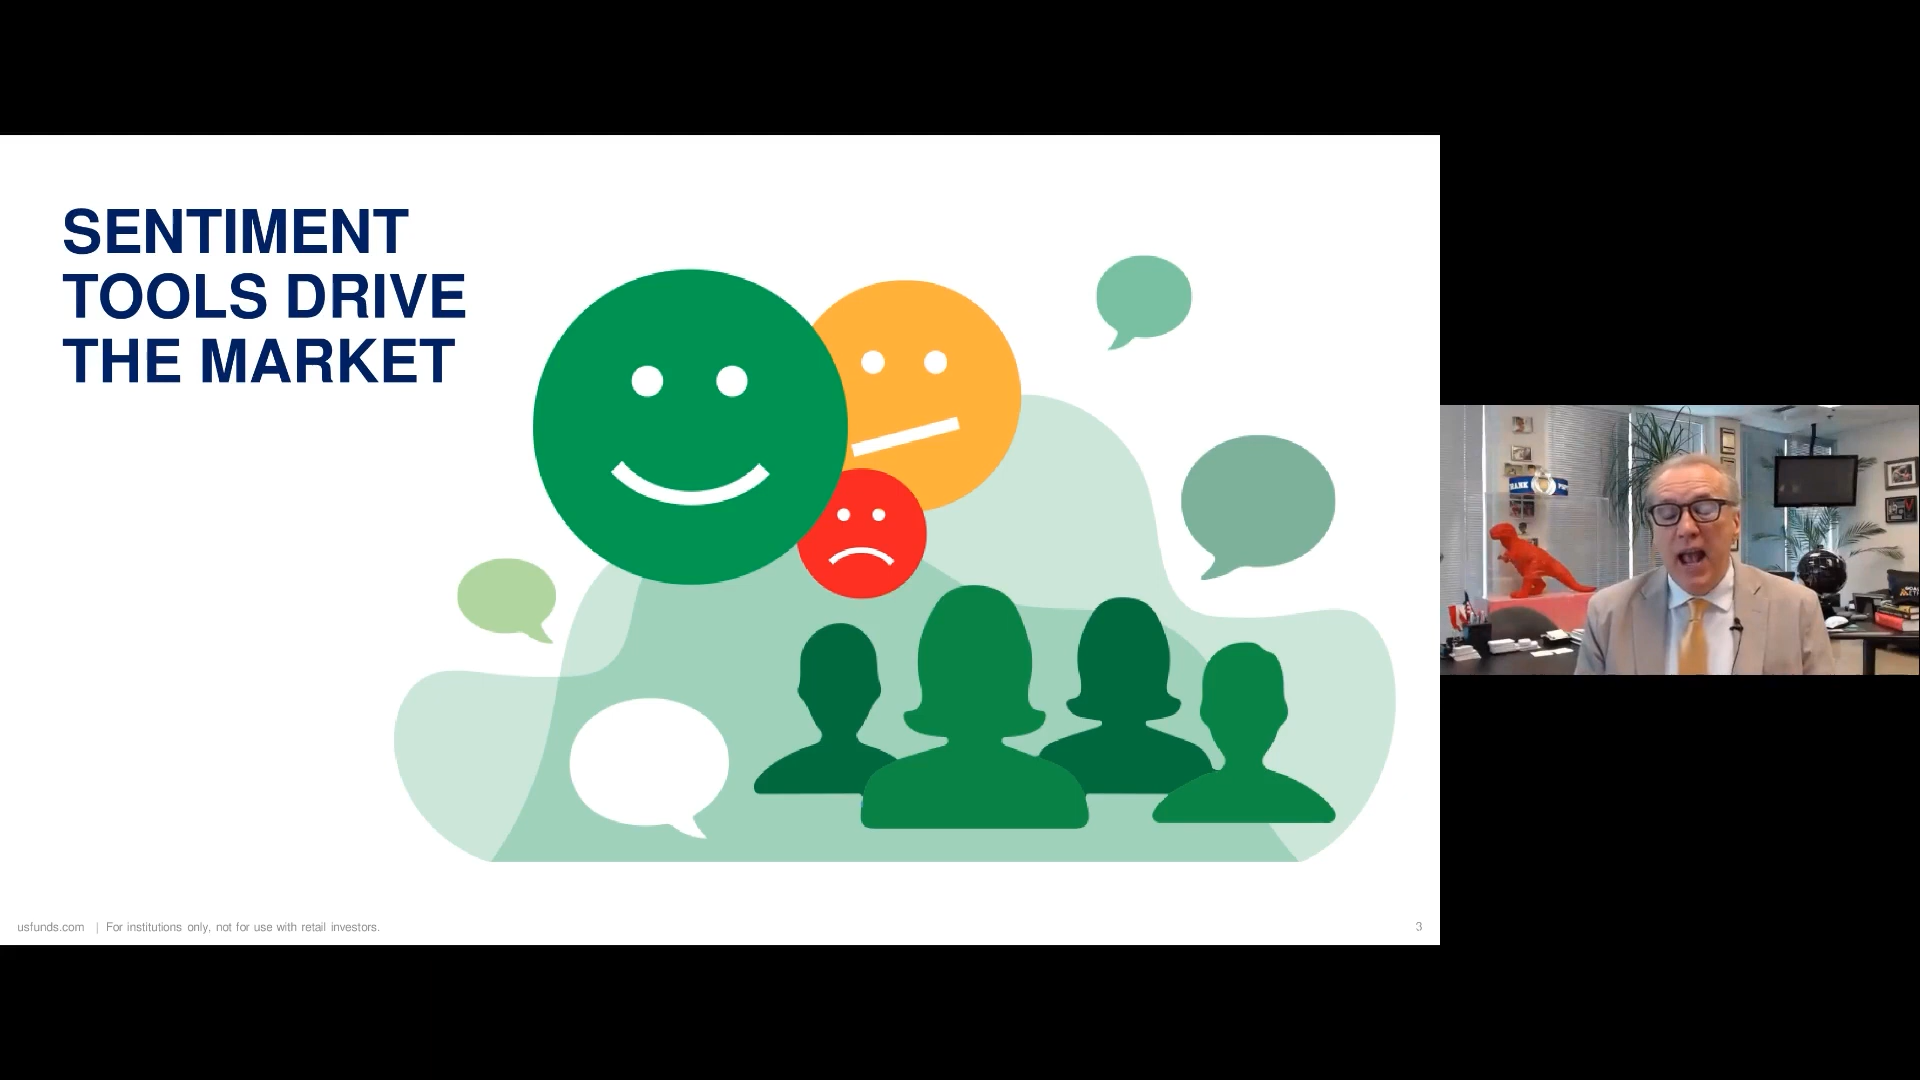 SENTIMENT
TOOLS DRIVE
THE MARKET
usfunds.com | For institutions only, not for use with retail investors.
3